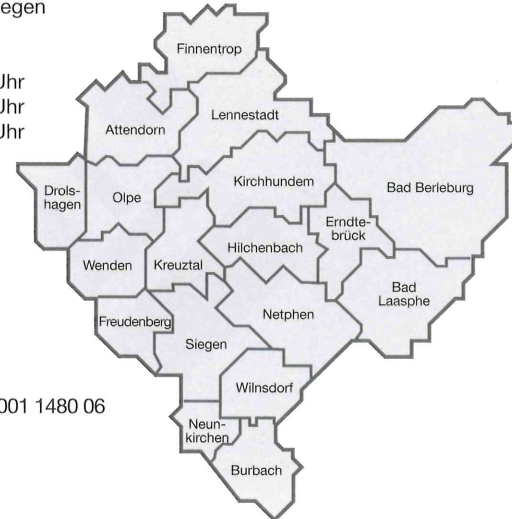 egen
Uhr
Uhr
Uhr
Finnentrop
Lennestadt
Attendorn
Kirchhundem
Bad Berleburg
Drols-
hagen
Olpe
Erndte-
brück
Hilchenbach
Wenden
Kreuztal
Bad
Laasphe
Netphen
Freudenberg
Siegen
Wilnsdorf
001 1480 06
Neun-
kirchen
Burbach